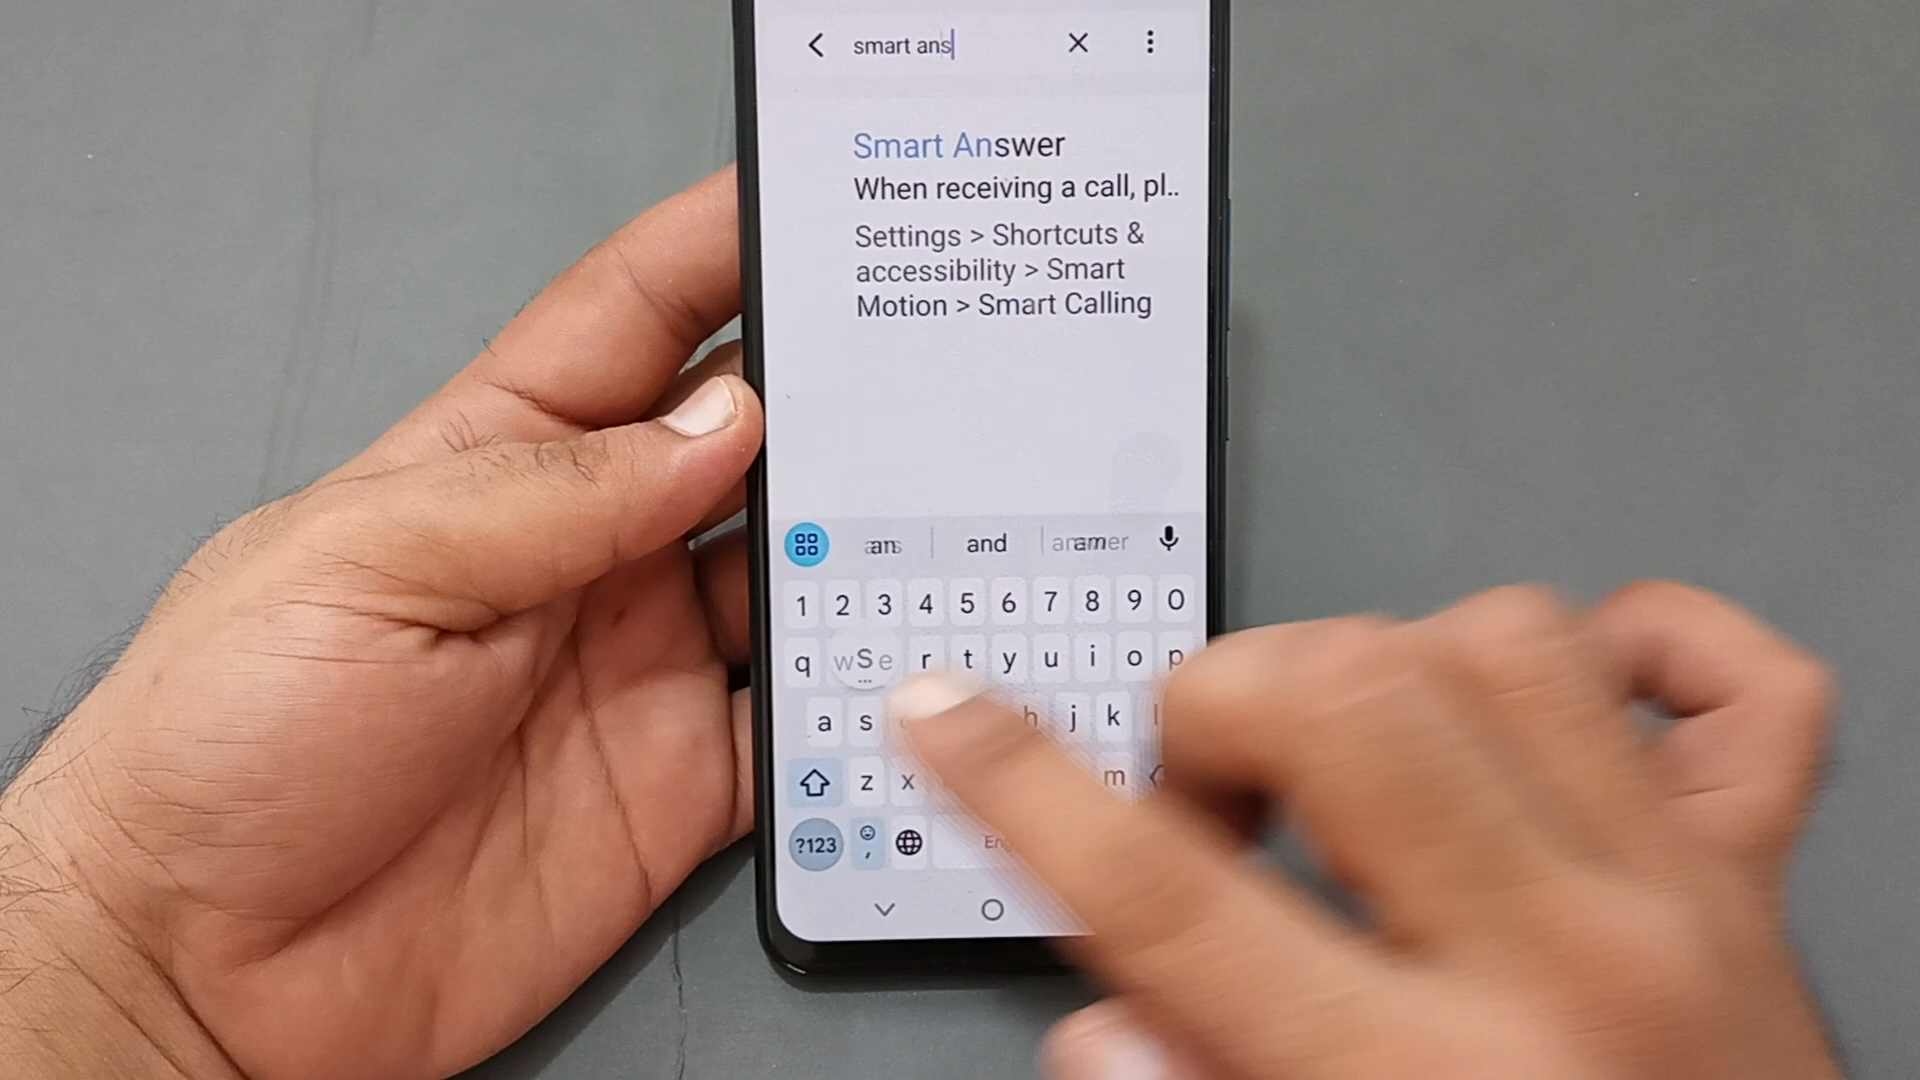 smart ans
Smart Answer
When receiving a call, pl..
Settings > Shortcuts &
accessibility > Smart
Motion > Smart Calling
and
1 2 3 4 5 6 7 8 9 0
q w S e r t y u i o p
a s h j k l
z x m
?123 , Eng